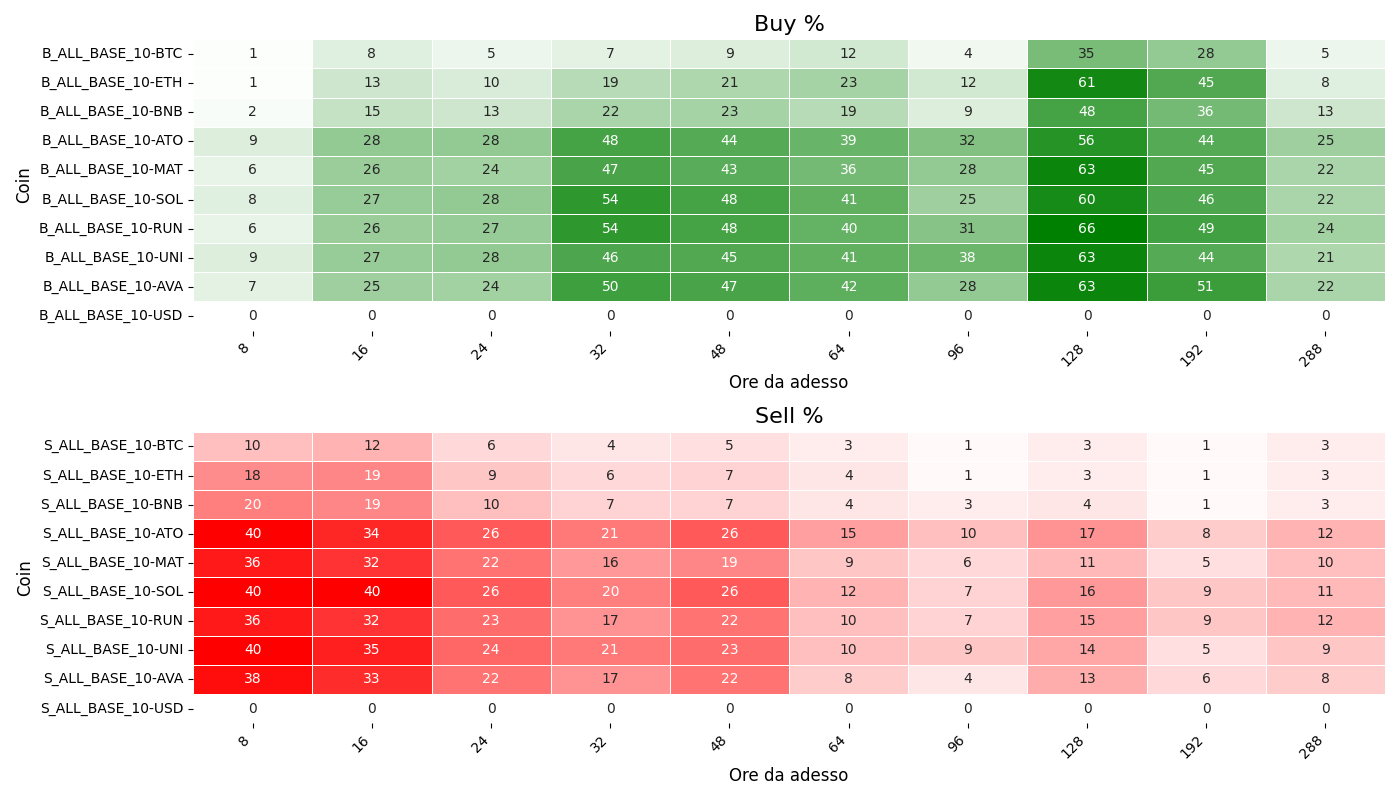 Buy %
Coin
B_ALL_BASE_10-BTC 1 8 5 7 9 12 4 35 28 5
B_ALL_BASE_10-ETH 1 13 10 19 21 23 12 61 45 8
B_ALL_BASE_10-BNB 2 15 13 22 23 19 9 48 36 13
B_ALL_BASE_10-ATO 9 28 28 48 44 39 32 56 44 25
B_ALL_BASE_10-MAT 6 26 24 47 43 36 28 63 45 22
B_ALL_BASE_10-SOL 8 27 28 54 48 41 25 60 46 22
B_ALL_BASE_10-RUN 6 26 27 54 48 40 31 66 49 24
B_ALL_BASE_10-UNI 9 27 28 46 45 41 38 63 44 21
B_ALL_BASE_10-AVA 7 25 24 50 47 42 28 63 51 22
B_ALL_BASE_10-USD 0 0 0 0 0 0 0 0 0 0
8 16 24 32 48 64 96 128 192 288
Ore da adesso
Sell %
Coin
S_ALL_BASE_10-BTC 10 12 6 4 5 3 1 3 1 3
S_ALL_BASE_10-ETH 18 19 9 6 7 4 1 3 1 3
S_ALL_BASE_10-BNB 20 19 10 7 7 4 3 4 1 3
S_ALL_BASE_10-ATO 40 34 26 21 26 15 10 17 8 12
S_ALL_BASE_10-MAT 36 32 22 16 19 9 6 11 5 10
S_ALL_BASE_10-SOL 40 40 26 20 26 12 7 16 9 11
S_ALL_BASE_10-RUN 36 32 23 17 22 10 7 15 9 12
S_ALL_BASE_10-UNI 40 35 24 21 23 10 9 14 5 9
S_ALL_BASE_10-AVA 38 33 22 17 22 8 4 13 6 8
S_ALL_BASE_10-USD 0 0 0 0 0 0 0 0 0 0
8 16 24 32 48 64 96 128 192 288
Ore da adesso